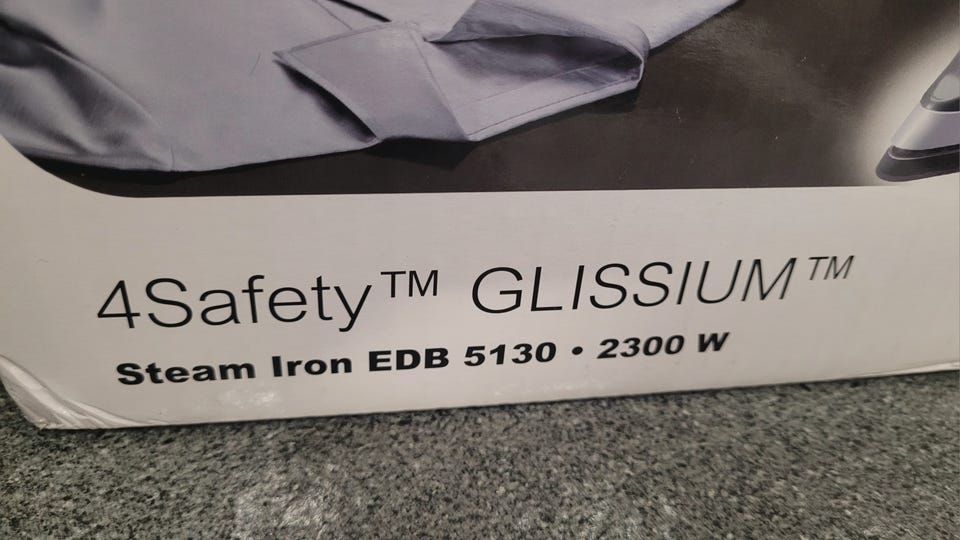 4Safety™ GLISSIUM™
Steam Iron EDB 5130 • 2300 W